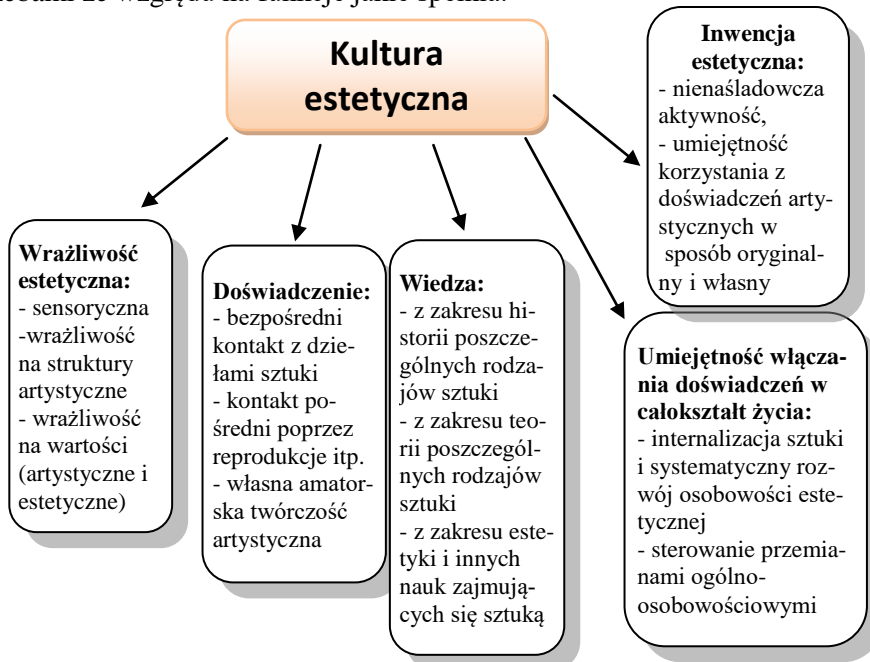 Kultura
estetyczna
Inwencja
estetyczna:
- nienaśladowcza
aktywność,
- umiejętność
korzystania z
doświadczeń arty-
stycznych w
sposób oryginal-
ny i własny
Wrażliwość
estetyczna:
- sensoryczna
-wrażliwość
na struktury
artystyczne
- wrażliwość
na wartości
(artystyczne i
estetyczne)
Doświadczenie:
- bezpośredni
kontakt z dzie-
łami sztuki
- kontakt po-
średni poprzez
reprodukcje itp.
- własna amator-
ska twórczość
artystyczna
Wiedza:
- z zakresu hi-
storii poszcze-
gólnych rodza-
jów sztuki
- z zakresu teo-
rii poszczegól-
nych rodzajów
sztuki
- z zakresu este-
tyki i innych
nauk zajmują-
cych się sztuką
Umiejętność włącza-
nia doświadczeń w
całokształt życia:
- internalizacja sztuki
i systematyczny roz-
wój osobowości este-
tycznej
- sterowanie przemia-
nami ogólno-
osobowościowymi